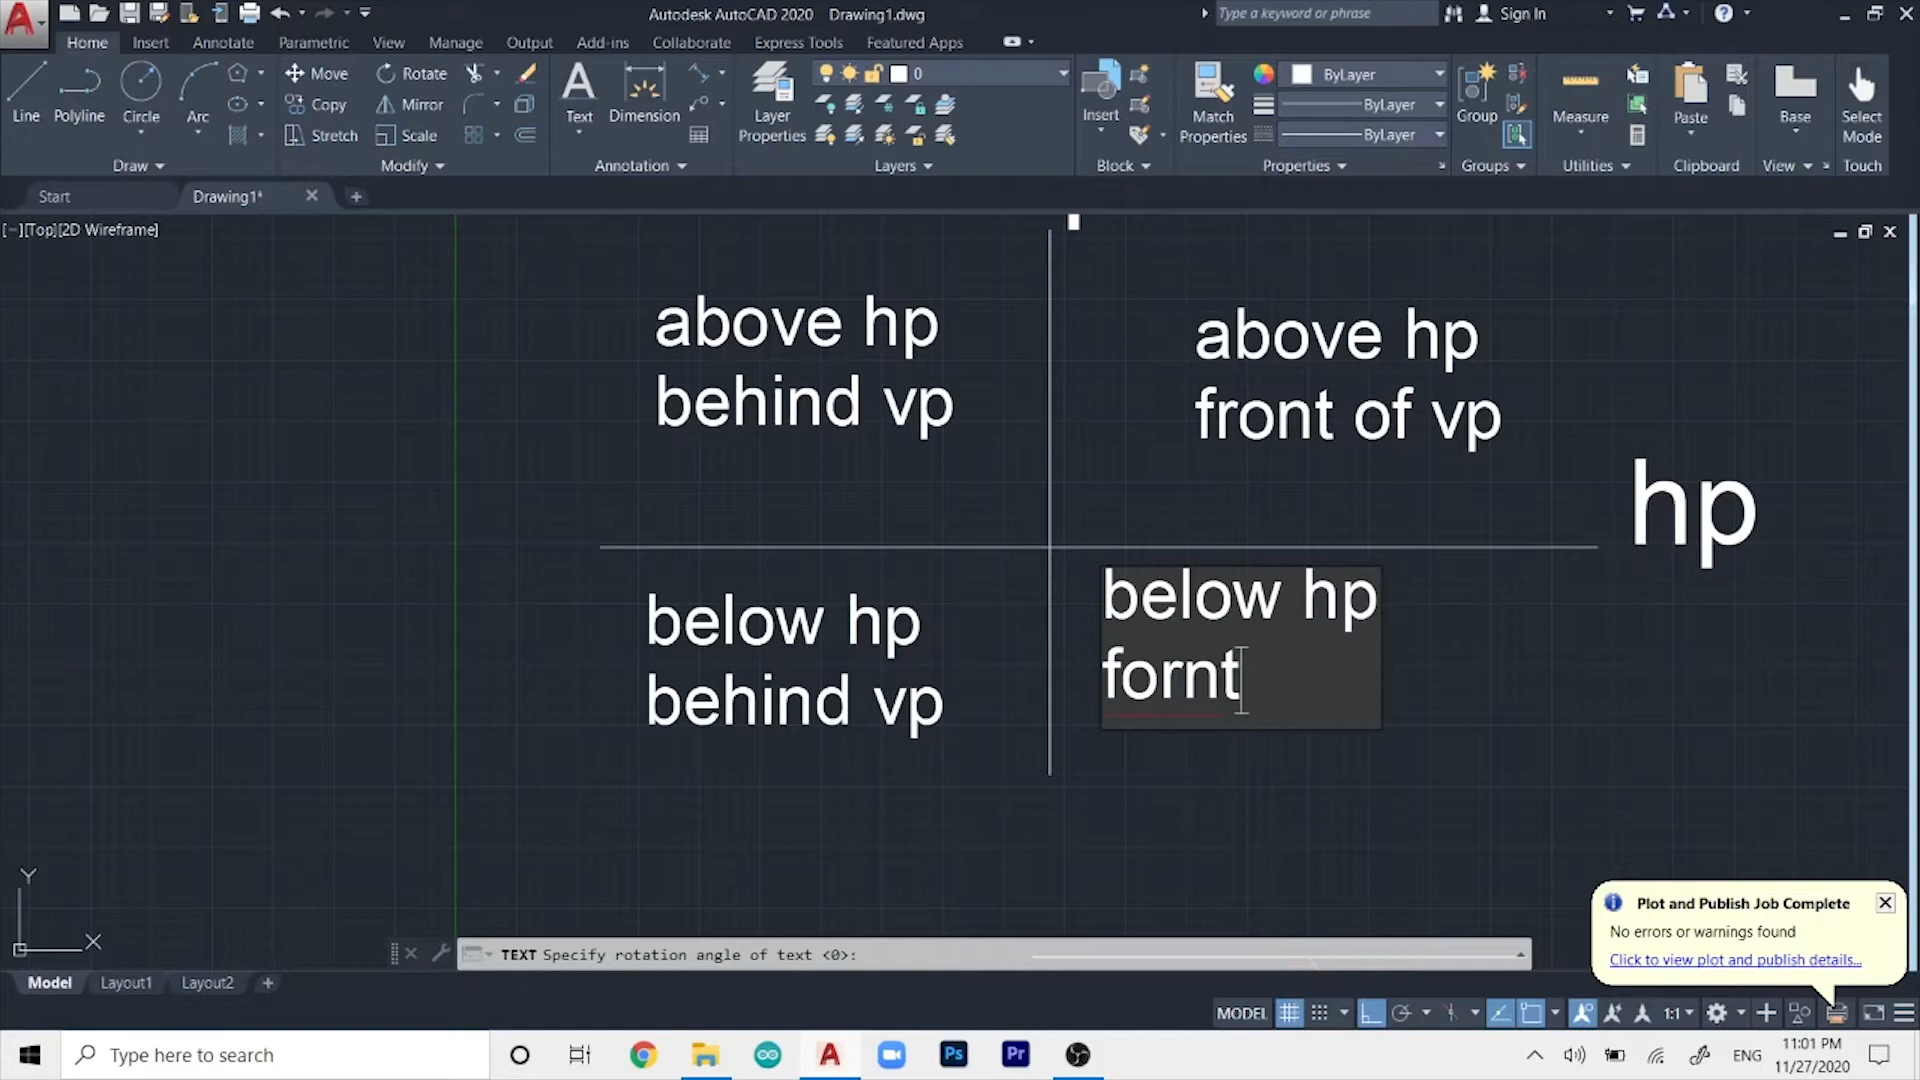 Autodesk AutoCAD 2020 Drawing1.dwg
Type a keyword or phrase
Sign In
Home Insert Annotate Parametric View Manage Output Add-ins Collaborate Express Tools Featured Apps
Line
Polyline
Circle
Arc
Draw
Move
Rotate
Copy
Mirror
Stretch
Scale
Modify
Text
Dimension
Annotation
Layer
Properties
0
Layers
Insert
Block
Match
Properties
ByLayer
ByLayer
ByLayer
Properties
Group
Groups
Measure
Utilities
Paste
Clipboard
Base
View
Select
Mode
Touch
Start
Drawing1*
[−][Top][2D Wireframe]
above hp
behind vp
above hp
front of vp
hp
below hp
behind vp
below hp
fornt
Y
X
TEXT Specify rotation angle of text <0>:
Plot and Publish Job Complete
No errors or warnings found
Click to view plot and publish details...
Model Layout1 Layout2 +
MODEL
1:1
Type here to search
Ps
Pr
ENG
11:01 PM
11/27/2020